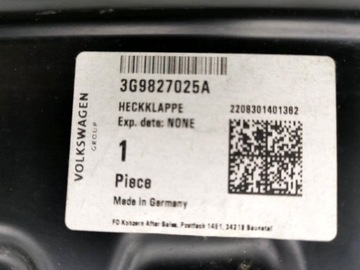 VOLKSWAGEN
GROUP
3G9827025A
HECKKLAPPE
Exp. date: NONE
2208301401362
1
Piece
Made in Germany
FO Konzern After Sales, Postfach 1451, 34218 Baunatal